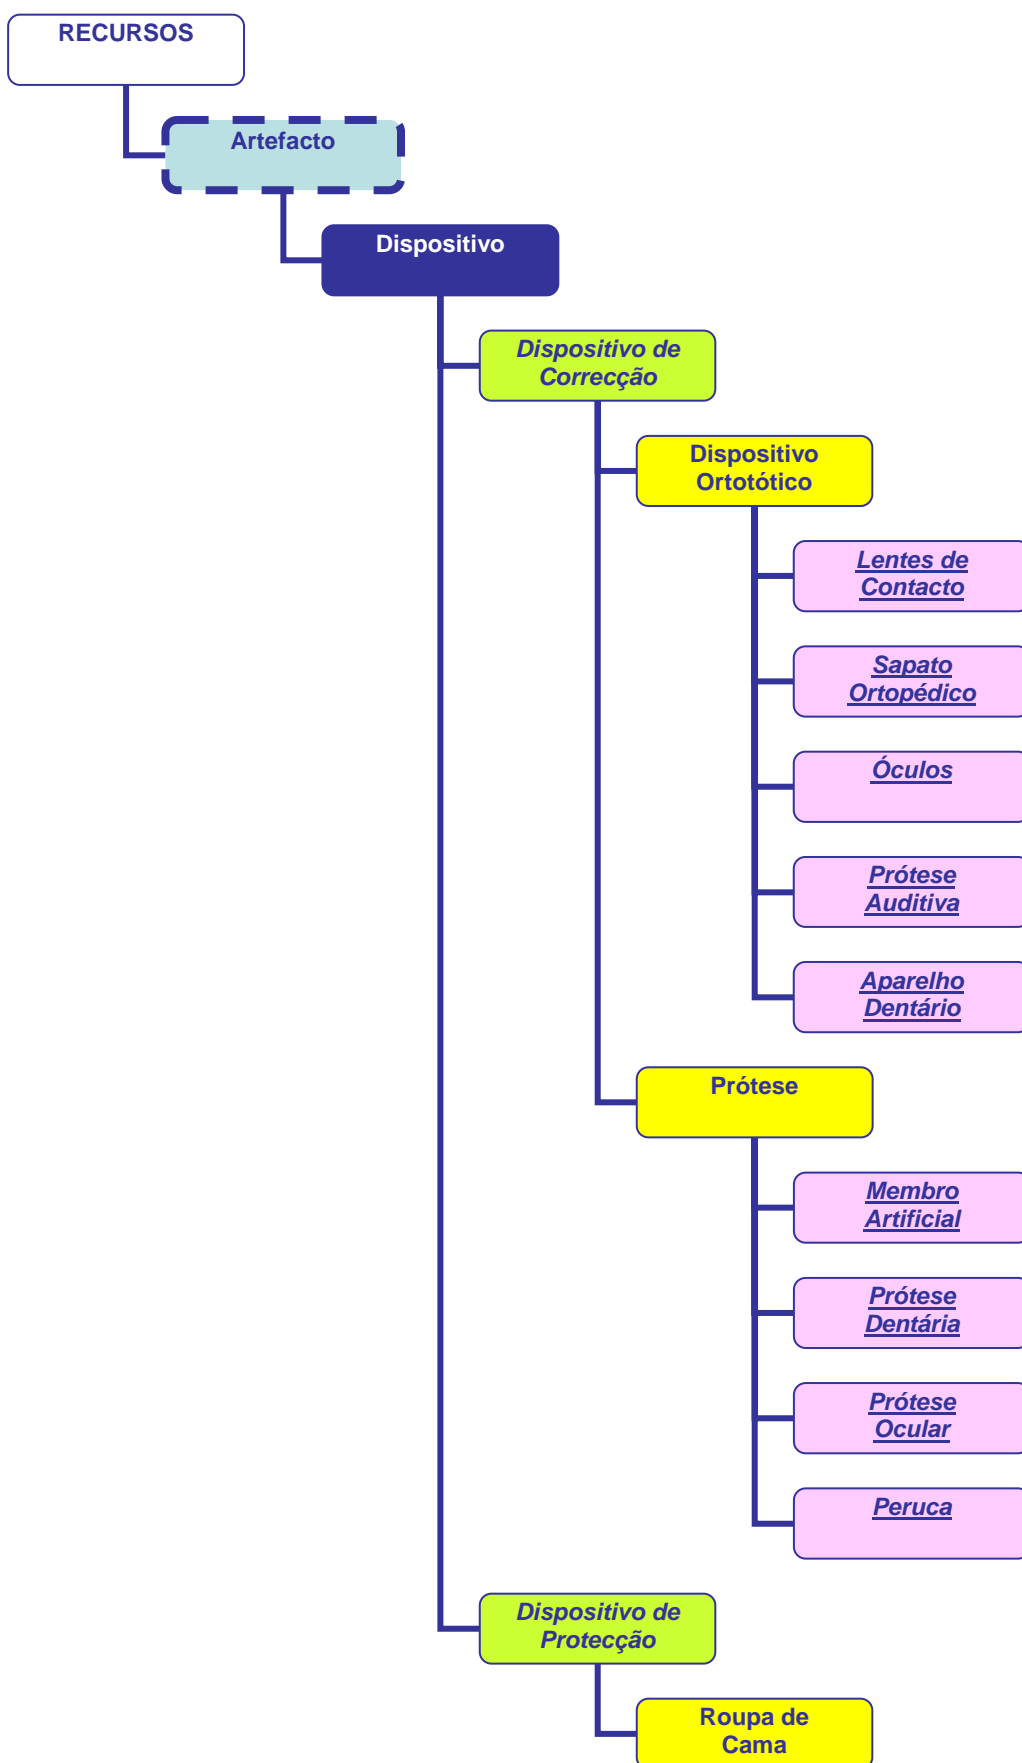 RECURSOS
Artefacto
Dispositivo
Dispositivo de
Correcção
Dispositivo
Ortotótico
Lentes de
Contacto
Sapato
Ortopédico
Óculos
Prótese
Auditiva
Aparelho
Dentário
Prótese
Membro
Artificial
Prótese
Dentária
Prótese
Ocular
Peruca
Dispositivo de
Protecção
Roupa de
Cama